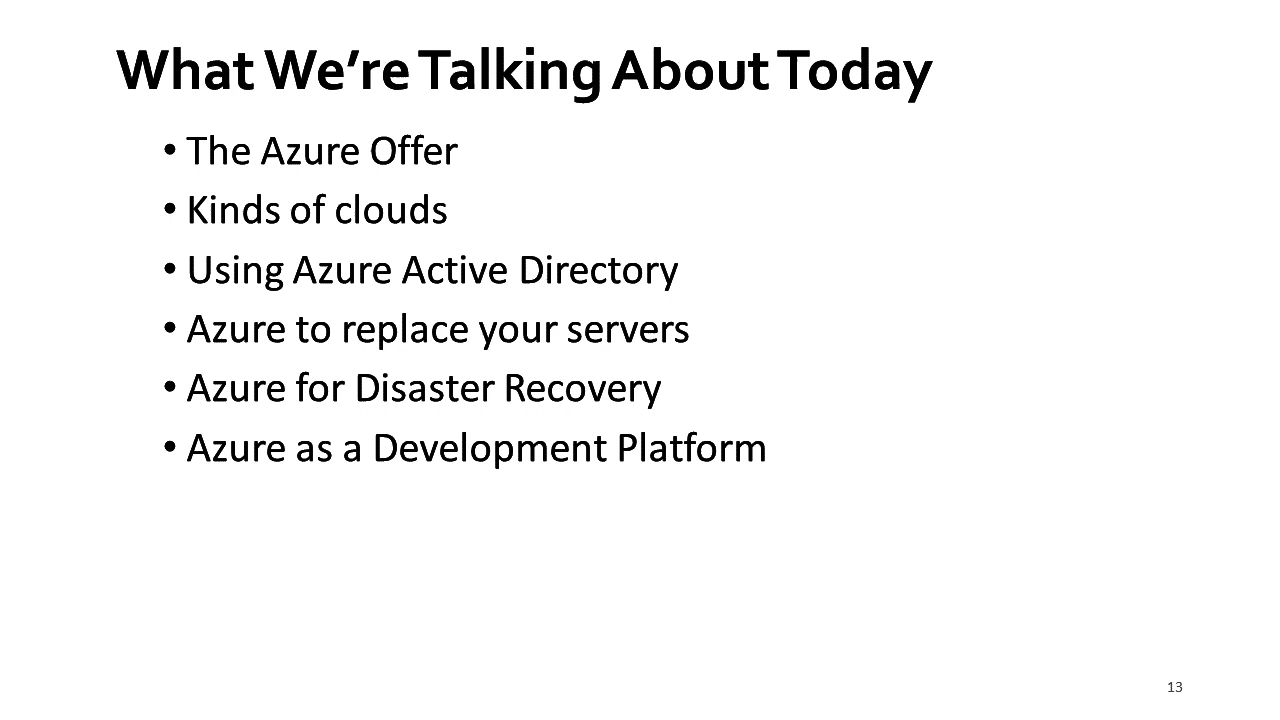 What We’re Talking About Today
• The Azure Offer
• Kinds of clouds
• Using Azure Active Directory
• Azure to replace your servers
• Azure for Disaster Recovery
• Azure as a Development Platform
13